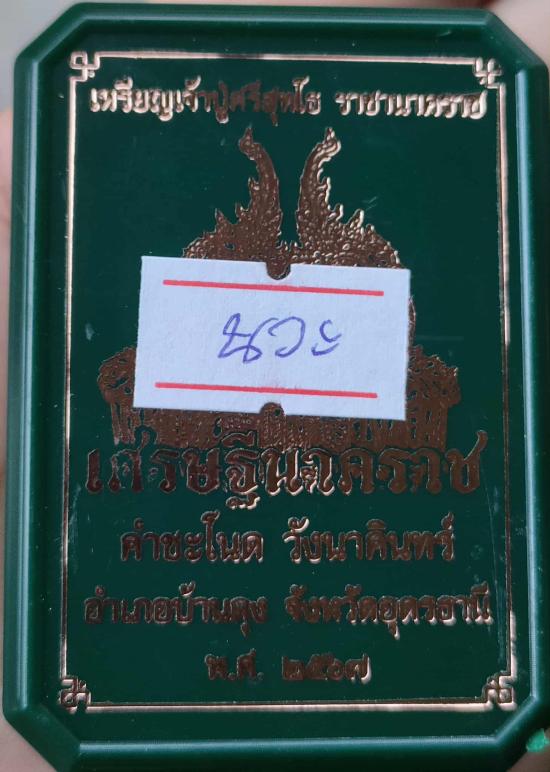 เหรียญเจ้าปู่ศรีสุทโธ ราชานาคราช
นวะ
เศรษฐีนาคราช
คำชะโนด วังนาคินทร์
อำเภอบ้านดุง จังหวัดอุดรธานี
พ.ศ. ๒๕๖๗